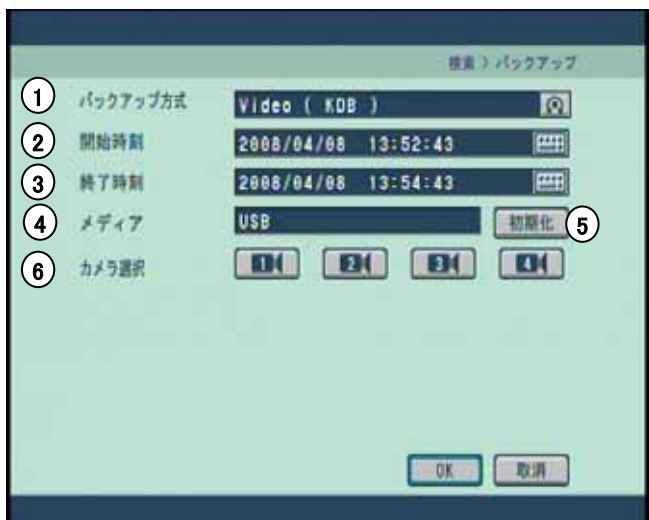 検索 > バックアップ
① バックアップ方式 Video ( KDB )
② 開始時刻 2008/04/08 13:52:43
③ 終了時刻 2008/04/08 13:54:43
④ メディア USB 初期化 ⑤
⑥ カメラ選択 1 2 3 4
OK 取消